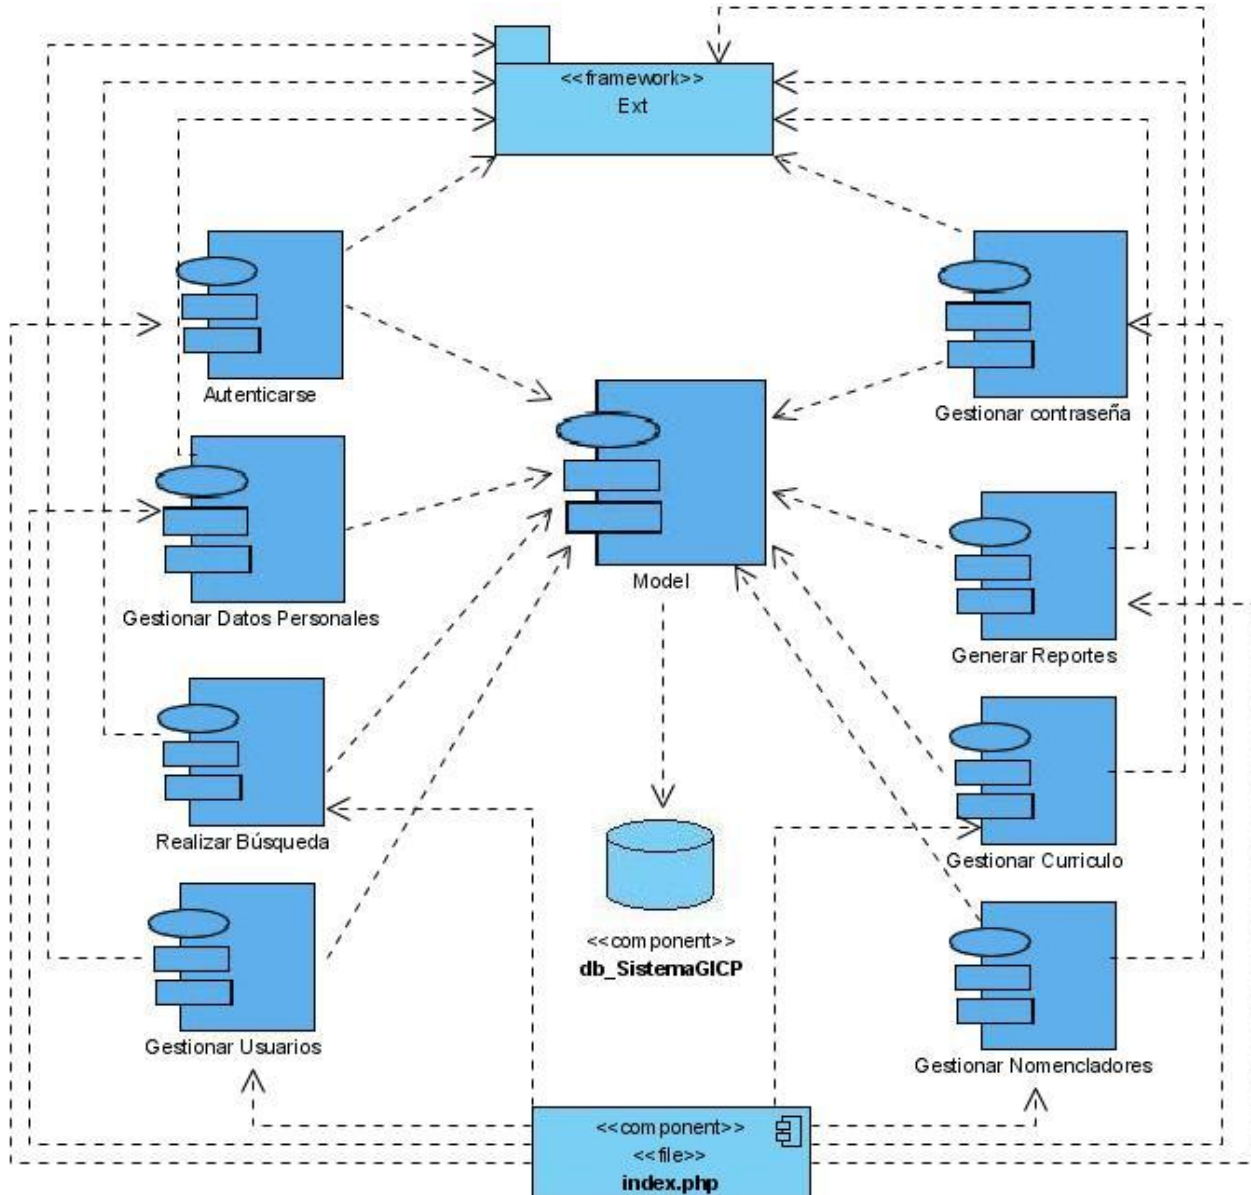 <<framework>>
Ext
Autenticarse
Gestionar contraseña
Model
Gestionar Datos Personales
Generar Reportes
Realizar Búsqueda
Gestionar Curriculo
<<component>>
db_SistemaGICP
Gestionar Usuarios
Gestionar Nomencladores
<<component>>
<<file>>
index.php